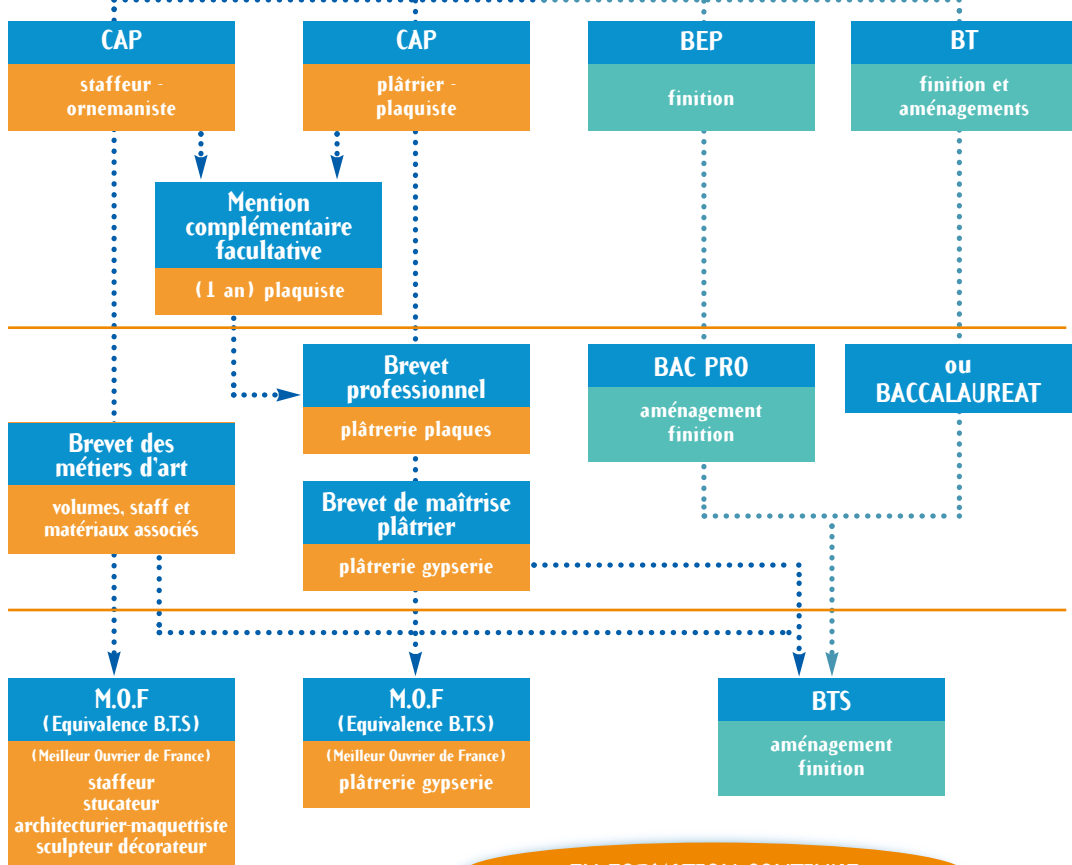 CAP
staffeur -
ornemaniste
CAP
plâtrier -
plaquiste
BEP
finition
BT
finition et
aménagements
Mention
complémentaire
facultative
(1 an) plaquiste
Brevet
professionnel
plâtrerie plaques
BAC PRO
aménagement
finition
ou
BACCALAUREAT
Brevet des
métiers d'art
volumes, staff et
matériaux associés
Brevet de maîtrise
plâtrier
plâtrerie gypserie
M.O.F
(Equivalence B.T.S)
(Meilleur Ouvrier de France)
staffeur
stucateur
architecturier-maquettiste
sculpteur décorateur
M.O.F
(Equivalence B.T.S)
(Meilleur Ouvrier de France)
plâtrerie gypserie
BTS
aménagement
finition